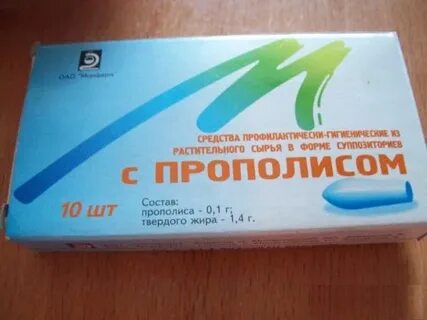 ОАО "Монфарм"
СРЕДСТВА ПРОФИЛАКТИЧЕСКИ-ГИГИЕНИЧЕСКИЕ ИЗ
РАСТИТЕЛЬНОГО СЫРЬЯ В ФОРМЕ СУППОЗИТОРИЕВ
С ПРОПОЛИСОМ
10 ШТ
Состав:
прополиса - 0,1 г;
твердого жира - 1,4 г.